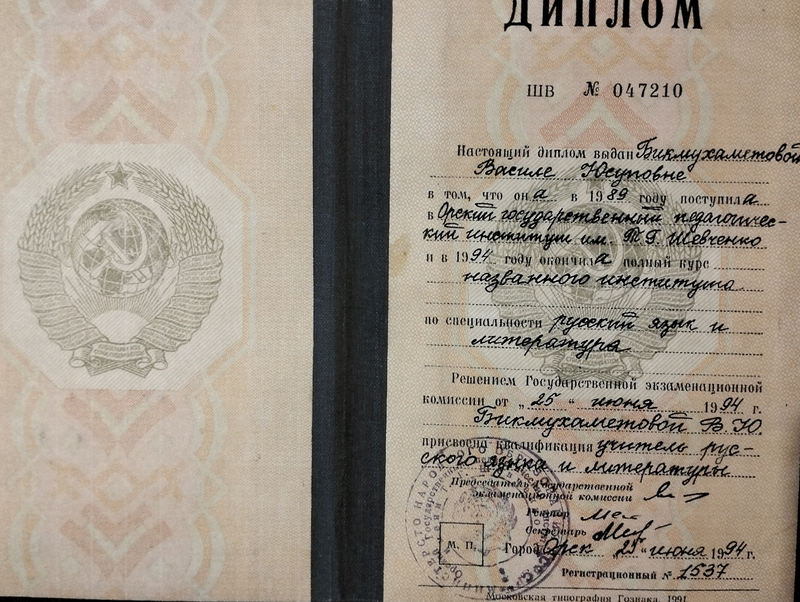 ДИПЛОМ
ШВ № 047210
Настоящий диплом выдан Бикмухаметовой
Василе Юсуповне
в том, что она в 1989 году поступила
в Орский государственный педагогичес-
кий институт им. Т.Г. Шевченко
и в 1994 году окончила полный курс
названного института
по специальности русский язык и
литература
Решением Государственной экзаменационной
комиссии от „25“ июня 1994 г.
Бикмухаметовой В.Ю.
присвоена квалификация учитель рус-
ского языка и литературы
Председатель Государственной
экзаменационной комиссии
Ректор
Секретарь
М. П.
Город Орск „25“ июня 1994 г.
Регистрационный № 1537
Московская типография Гознака. 1991.